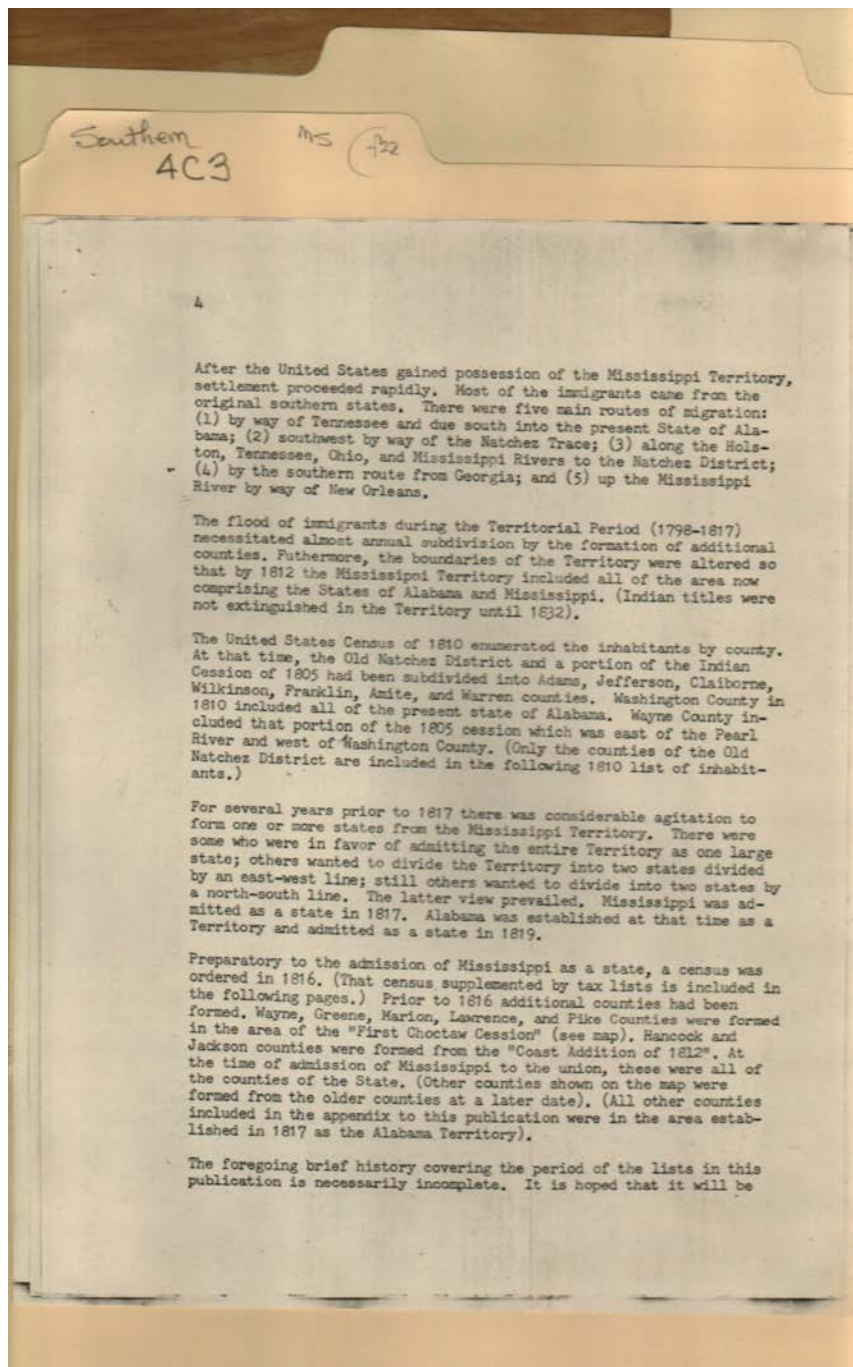 Southern MS f22
4C3
4
After the United States gained possession of the Mississippi Territory,
settlement proceeded rapidly. Most of the immigrants came from the
original southern states. There were five main routes of migration:
(1) by way of Tennessee and due south into the present State of Ala-
bama; (2) southwest by way of the Natchez Trace; (3) along the Hols-
ton, Tennessee, Ohio, and Mississippi Rivers to the Natchez District;
(4) by the southern route from Georgia; and (5) up the Mississippi
River by way of New Orleans.
The flood of immigrants during the Territorial Period (1798-1817)
necessitated almost annual subdivision by the formation of additional
counties. Futhermore, the boundaries of the Territory were altered so
that by 1812 the Mississippi Territory included all of the area now
comprising the States of Alabama and Mississippi. (Indian titles were
not extinguished in the Territory until 1832).
The United States Census of 1810 enumerated the inhabitants by county.
At that time, the Old Natchez District and a portion of the Indian
Cession of 1805 had been subdivided into Adams, Jefferson, Claiborne,
Wilkinson, Franklin, Amite, and Warren counties. Washington County in
1810 included all of the present state of Alabama. Wayne County in-
cluded that portion of the 1805 cession which was east of the Pearl
River and west of Washington County. (Only the counties of the Old
Natchez District are included in the following 1810 list of inhabit-
ants.)
For several years prior to 1817 there was considerable agitation to
form one or more states from the Mississippi Territory. There were
some who were in favor of admitting the entire Territory as one large
state; others wanted to divide the Territory into two states divided
by an east-west line; still others wanted to divide into two states by
a north-south line. The latter view prevailed. Mississippi was ad-
mitted as a state in 1817. Alabama was established at that time as a
Territory and admitted as a state in 1819.
Preparatory to the admission of Mississippi as a state, a census was
ordered in 1816. (That census supplemented by tax lists is included in
the following pages.) Prior to 1816 additional counties had been
formed. Wayne, Greene, Marion, Lawrence, and Pike Counties were formed
in the area of the "First Choctaw Cession" (see map). Hancock and
Jackson counties were formed from the "Coast Addition of 1812". At
the time of admission of Mississippi to the union, these were all of
the counties of the State. (Other counties shown on the map were
formed from the older counties at a later date). (All other counties
included in the appendix to this publication were in the area estab-
lished in 1817 as the Alabama Territory).
The foregoing brief history covering the period of the lists in this
publication is necessarily incomplete. It is hoped that it will be